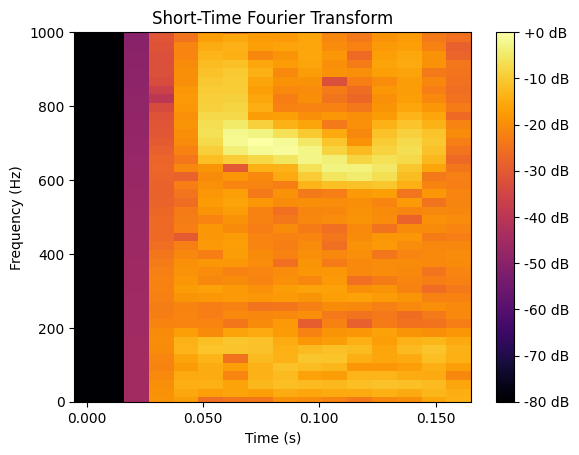 Short-Time Fourier Transform
1000
800
600
400
200
0
Frequency (Hz)
0.000
0.050
0.100
0.150
Time (s)
+0 dB
-10 dB
-20 dB
-30 dB
-40 dB
-50 dB
-60 dB
-70 dB
-80 dB